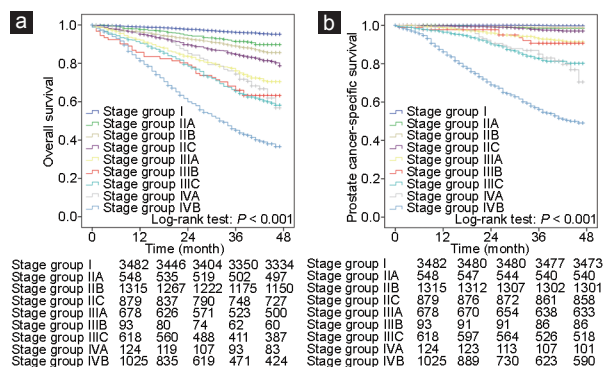 a
Overall survival
1.0
0.8
0.6
0.4
0.2
0.0
Stage group I
Stage group IIA
Stage group IIB
Stage group IIC
Stage group IIIA
Stage group IIIB
Stage group IIIC
Stage group IVA
Stage group IVB
Log-rank test: P < 0.001
0 12 24 36 48
Time (month)
Stage group I 3482 3446 3404 3350 3334
Stage group IIA 548 535 519 502 497
Stage group IIB 1315 1267 1222 1175 1150
Stage group IIC 879 837 790 748 727
Stage group IIIA 678 626 571 523 500
Stage group IIIB 93 80 74 62 60
Stage group IIIC 618 560 488 411 387
Stage group IVA 124 119 107 93 83
Stage group IVB 1025 835 619 471 424
b
Prostate cancer-specific survival
1.0
0.8
0.6
0.4
0.2
0.0
Stage group I
Stage group IIA
Stage group IIB
Stage group IIC
Stage group IIIA
Stage group IIIB
Stage group IIIC
Stage group IVA
Stage group IVB
Log-rank test: P < 0.001
0 12 24 36 48
Time (month)
Stage group I 3482 3480 3480 3477 3473
Stage group IIA 548 547 544 540 540
Stage group IIB 1315 1312 1307 1302 1301
Stage group IIC 879 876 872 861 858
Stage group IIIA 678 670 654 638 633
Stage group IIIB 93 91 91 86 86
Stage group IIIC 618 597 564 526 518
Stage group IVA 124 123 113 107 101
Stage group IVB 1025 889 730 623 590